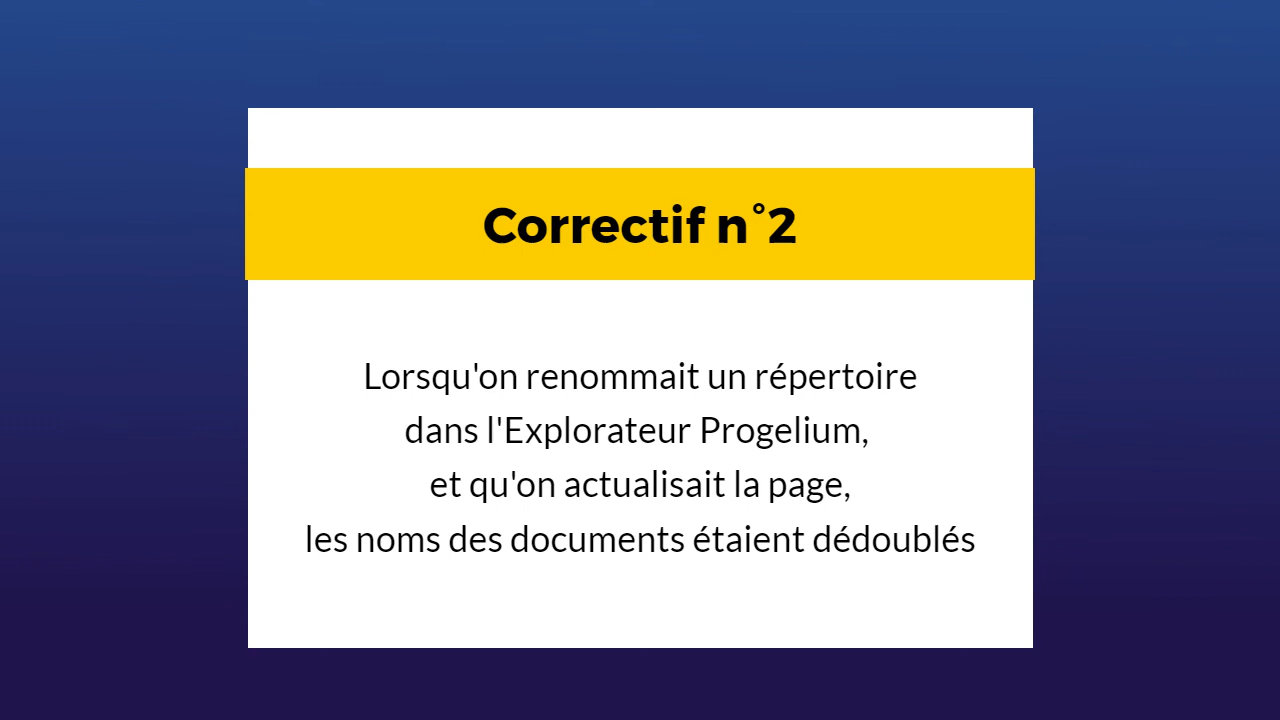 Correctif n°2
Lorsqu'on renommait un répertoire
dans l'Explorateur Progelium,
et qu'on actualisait la page,
les noms des documents étaient dédoublés